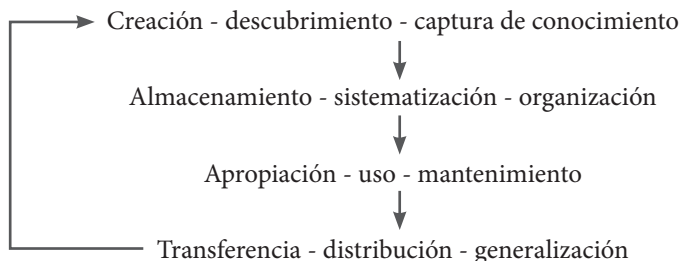 Creación - descubrimiento - captura de conocimiento
Almacenamiento - sistematización - organización
Apropiación - uso - mantenimiento
Transferencia - distribución - generalización